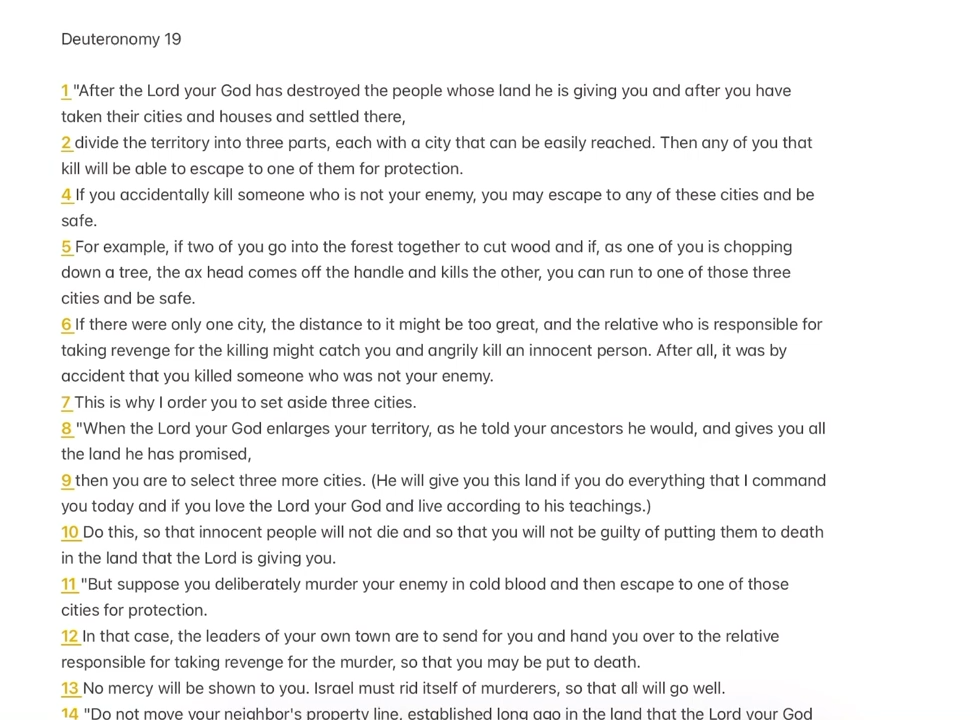 Deuteronomy 19
1 "After the Lord your God has destroyed the people whose land he is giving you and after you have
taken their cities and houses and settled there,
2 divide the territory into three parts, each with a city that can be easily reached. Then any of you that
kill will be able to escape to one of them for protection.
4 If you accidentally kill someone who is not your enemy, you may escape to any of these cities and be
safe.
5 For example, if two of you go into the forest together to cut wood and if, as one of you is chopping
down a tree, the ax head comes off the handle and kills the other, you can run to one of those three
cities and be safe.
6 If there were only one city, the distance to it might be too great, and the relative who is responsible for
taking revenge for the killing might catch you and angrily kill an innocent person. After all, it was by
accident that you killed someone who was not your enemy.
7 This is why I order you to set aside three cities.
8 "When the Lord your God enlarges your territory, as he told your ancestors he would, and gives you all
the land he has promised,
9 then you are to select three more cities. (He will give you this land if you do everything that I command
you today and if you love the Lord your God and live according to his teachings.)
10 Do this, so that innocent people will not die and so that you will not be guilty of putting them to death
in the land that the Lord is giving you.
11 "But suppose you deliberately murder your enemy in cold blood and then escape to one of those
cities for protection.
12 In that case, the leaders of your own town are to send for you and hand you over to the relative
responsible for taking revenge for the murder, so that you may be put to death.
13 No mercy will be shown to you. Israel must rid itself of murderers, so that all will go well.
14 "Do not move your neighbor's property line, established long ago in the land that the Lord your God